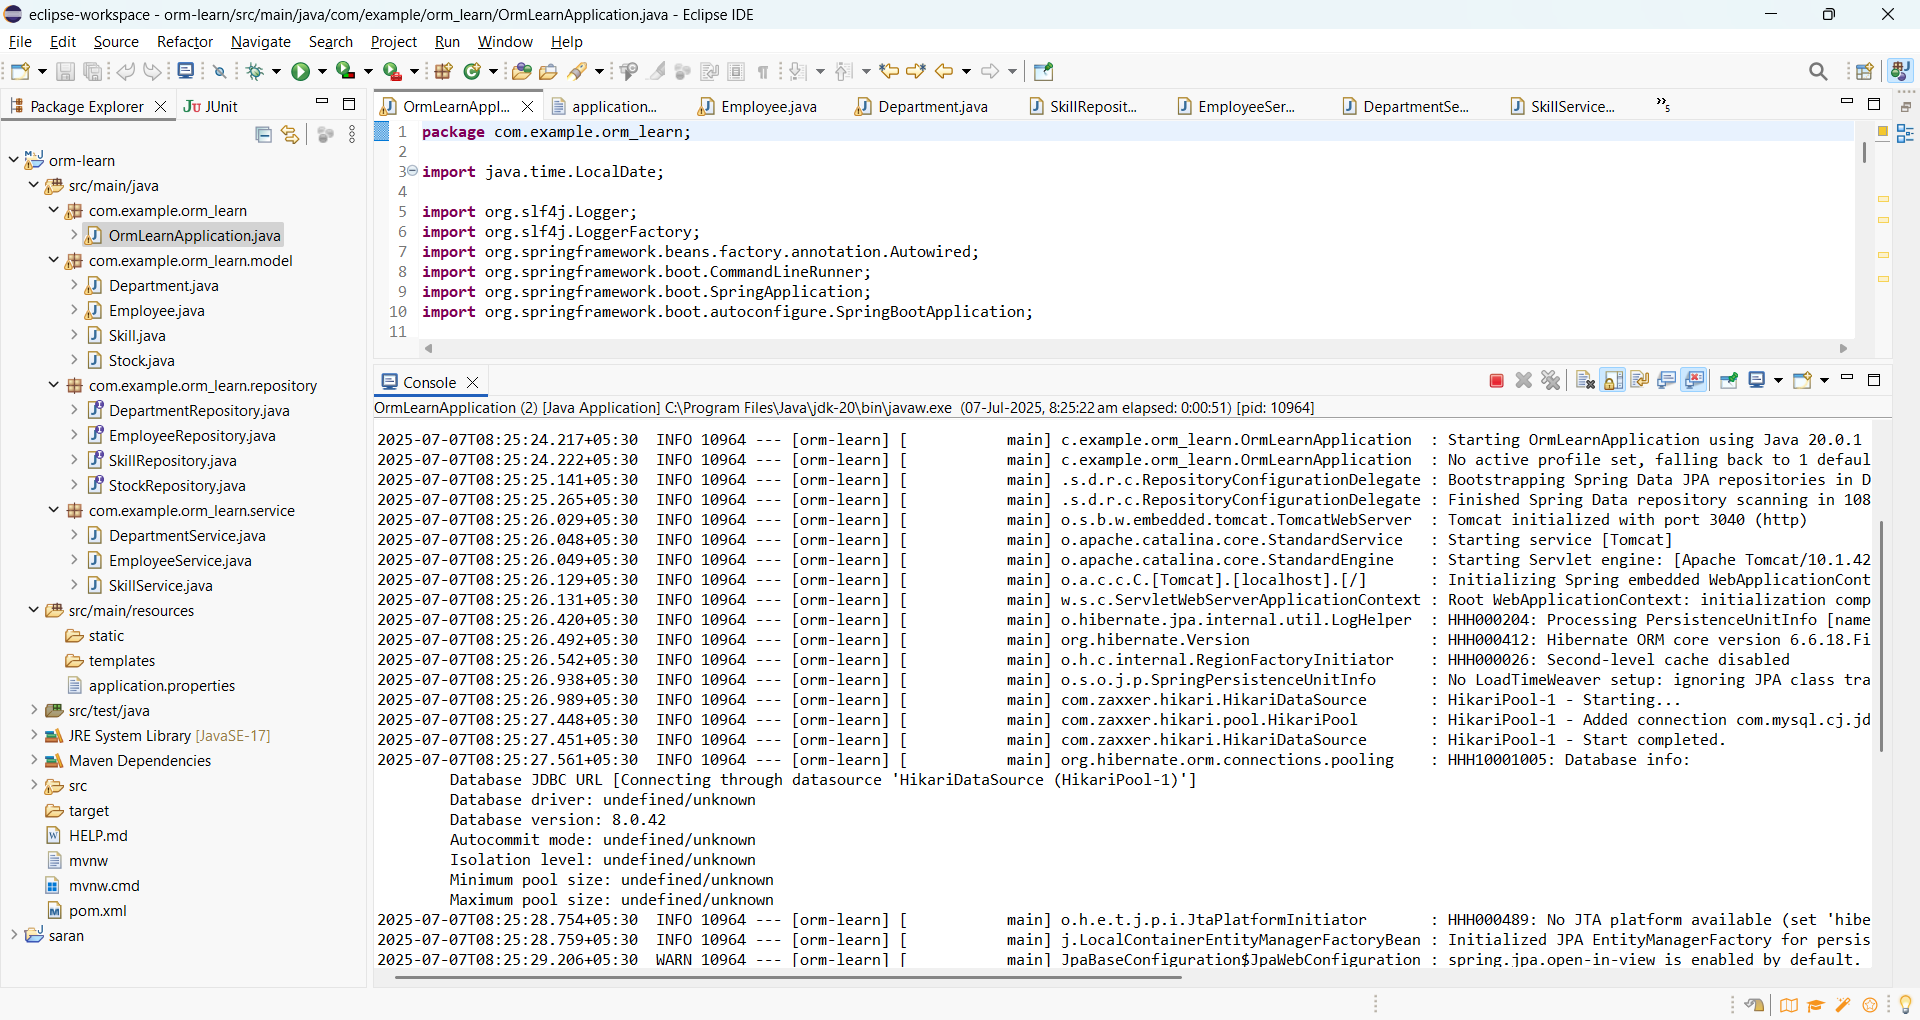 eclipse-workspace - orm-learn/src/main/java/com/example/orm_learn/OrmLearnApplication.java - Eclipse IDE
File Edit Source Refactor Navigate Search Project Run Window Help
Package Explorer JUnit
orm-learn
src/main/java
com.example.orm_learn
OrmLearnApplication.java
com.example.orm_learn.model
Department.java
Employee.java
Skill.java
Stock.java
com.example.orm_learn.repository
DepartmentRepository.java
EmployeeRepository.java
SkillRepository.java
StockRepository.java
com.example.orm_learn.service
DepartmentService.java
EmployeeService.java
SkillService.java
src/main/resources
static
templates
application.properties
src/test/java
JRE System Library [JavaSE-17]
Maven Dependencies
src
target
HELP.md
mvnw
mvnw.cmd
pom.xml
saran
OrmLearnAppl... application... Employee.java Department.java SkillReposit... EmployeeSer... DepartmentSe... SkillService... »5
1 package com.example.orm_learn;
2
3 import java.time.LocalDate;
4
5 import org.slf4j.Logger;
6 import org.slf4j.LoggerFactory;
7 import org.springframework.beans.factory.annotation.Autowired;
8 import org.springframework.boot.CommandLineRunner;
9 import org.springframework.boot.SpringApplication;
10 import org.springframework.boot.autoconfigure.SpringBootApplication;
11
Console
OrmLearnApplication (2) [Java Application] C:\Program Files\Java\jdk-20\bin\javaw.exe (07-Jul-2025, 8:25:22 am elapsed: 0:00:51) [pid: 10964]
2025-07-07T08:25:24.217+05:30 INFO 10964 --- [orm-learn] [ main] c.example.orm_learn.OrmLearnApplication : Starting OrmLearnApplication using Java 20.0.1
2025-07-07T08:25:24.222+05:30 INFO 10964 --- [orm-learn] [ main] c.example.orm_learn.OrmLearnApplication : No active profile set, falling back to 1 defaul
2025-07-07T08:25:25.141+05:30 INFO 10964 --- [orm-learn] [ main] .s.d.r.c.RepositoryConfigurationDelegate : Bootstrapping Spring Data JPA repositories in D
2025-07-07T08:25:25.265+05:30 INFO 10964 --- [orm-learn] [ main] .s.d.r.c.RepositoryConfigurationDelegate : Finished Spring Data repository scanning in 108
2025-07-07T08:25:26.029+05:30 INFO 10964 --- [orm-learn] [ main] o.s.b.w.embedded.tomcat.TomcatWebServer : Tomcat initialized with port 3040 (http)
2025-07-07T08:25:26.048+05:30 INFO 10964 --- [orm-learn] [ main] o.apache.catalina.core.StandardService : Starting service [Tomcat]
2025-07-07T08:25:26.049+05:30 INFO 10964 --- [orm-learn] [ main] o.apache.catalina.core.StandardEngine : Starting Servlet engine: [Apache Tomcat/10.1.42
2025-07-07T08:25:26.129+05:30 INFO 10964 --- [orm-learn] [ main] o.a.c.c.C.[Tomcat].[localhost].[/] : Initializing Spring embedded WebApplicationCont
2025-07-07T08:25:26.131+05:30 INFO 10964 --- [orm-learn] [ main] w.s.c.ServletWebServerApplicationContext : Root WebApplicationContext: initialization comp
2025-07-07T08:25:26.420+05:30 INFO 10964 --- [orm-learn] [ main] o.hibernate.jpa.internal.util.LogHelper : HHH000204: Processing PersistenceUnitInfo [name
2025-07-07T08:25:26.492+05:30 INFO 10964 --- [orm-learn] [ main] org.hibernate.Version : HHH000412: Hibernate ORM core version 6.6.18.Fi
2025-07-07T08:25:26.542+05:30 INFO 10964 --- [orm-learn] [ main] o.h.c.internal.RegionFactoryInitiator : HHH000026: Second-level cache disabled
2025-07-07T08:25:26.938+05:30 INFO 10964 --- [orm-learn] [ main] o.s.o.j.p.SpringPersistenceUnitInfo : No LoadTimeWeaver setup: ignoring JPA class tra
2025-07-07T08:25:26.989+05:30 INFO 10964 --- [orm-learn] [ main] com.zaxxer.hikari.HikariDataSource : HikariPool-1 - Starting...
2025-07-07T08:25:27.448+05:30 INFO 10964 --- [orm-learn] [ main] com.zaxxer.hikari.pool.HikariPool : HikariPool-1 - Added connection com.mysql.cj.jd
2025-07-07T08:25:27.451+05:30 INFO 10964 --- [orm-learn] [ main] com.zaxxer.hikari.HikariDataSource : HikariPool-1 - Start completed.
2025-07-07T08:25:27.561+05:30 INFO 10964 --- [orm-learn] [ main] org.hibernate.orm.connections.pooling : HHH10001005: Database info:
Database JDBC URL [Connecting through datasource 'HikariDataSource (HikariPool-1)']
Database driver: undefined/unknown
Database version: 8.0.42
Autocommit mode: undefined/unknown
Isolation level: undefined/unknown
Minimum pool size: undefined/unknown
Maximum pool size: undefined/unknown
2025-07-07T08:25:28.754+05:30 INFO 10964 --- [orm-learn] [ main] o.h.e.t.j.p.i.JtaPlatformInitiator : HHH000489: No JTA platform available (set 'hibe
2025-07-07T08:25:28.759+05:30 INFO 10964 --- [orm-learn] [ main] j.LocalContainerEntityManagerFactoryBean : Initialized JPA EntityManagerFactory for persis
2025-07-07T08:25:29.206+05:30 WARN 10964 --- [orm-learn] [ main] JpaBaseConfiguration$JpaWebConfiguration : spring.jpa.open-in-view is enabled by default.